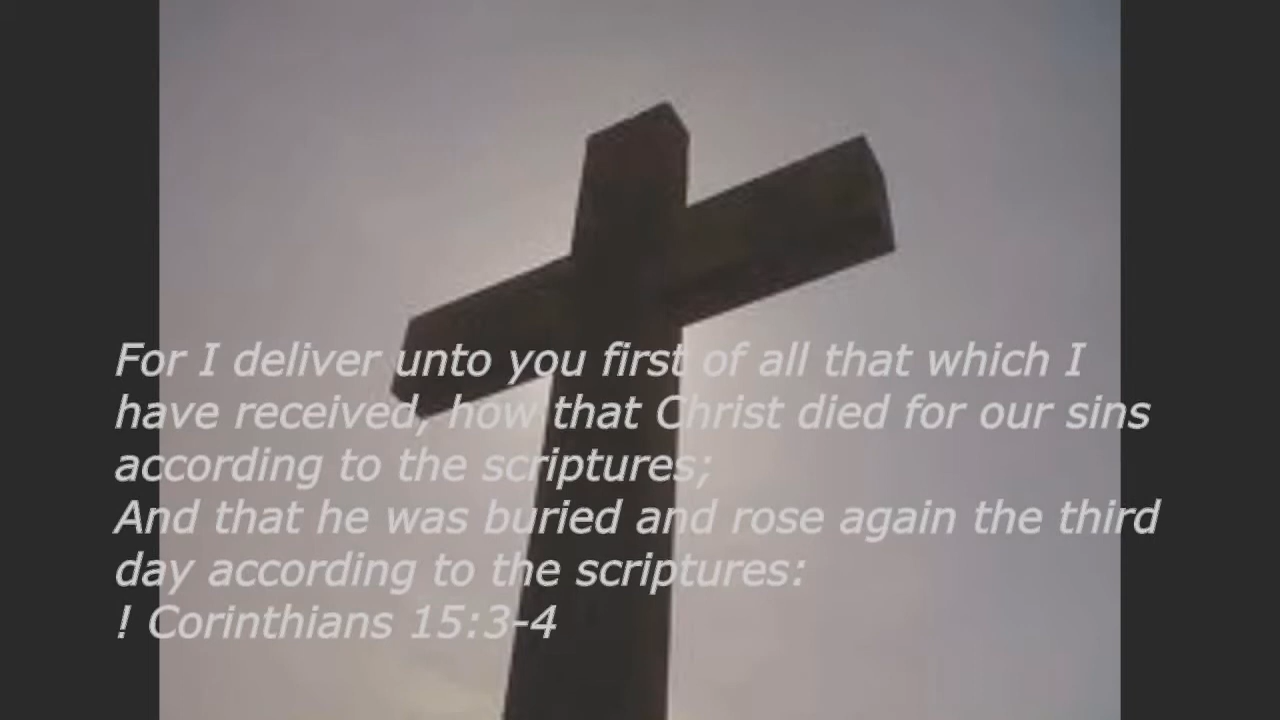 For I deliver unto you first of all that which I
have received, how that Christ died for our sins
according to the scriptures;
And that he was buried and rose again the third
day according to the scriptures:
! Corinthians 15:3-4